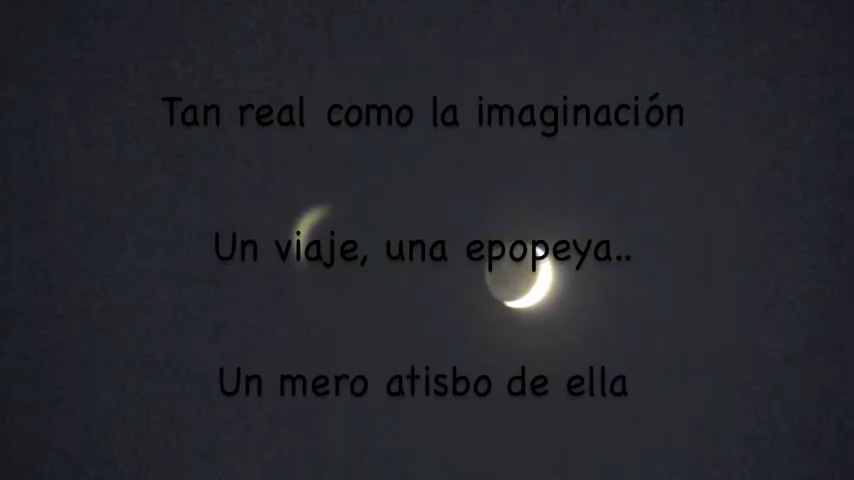 Tan real como la imaginación
Un viaje, una epopeya..
Un mero atisbo de ella